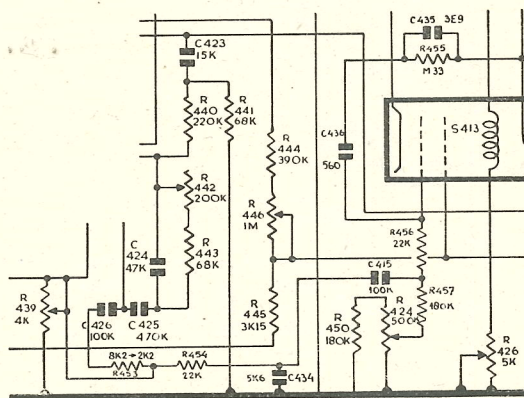 C435 3E9
R455
M33
C423
15K
R
440
220K
R
441
68K
R
444
390K
C436
560
S413
R
442
200K
R
446
1M
R456
22K
C
424
47K
R
443
68K
C415
100K
R457
180K
R
439
4K
C426
100K
C425
470K
R
445
3K15
R
450
180K
R
424
500K
R
426
5K
8K2→2K2
R453
R454
22K
5K6 C434